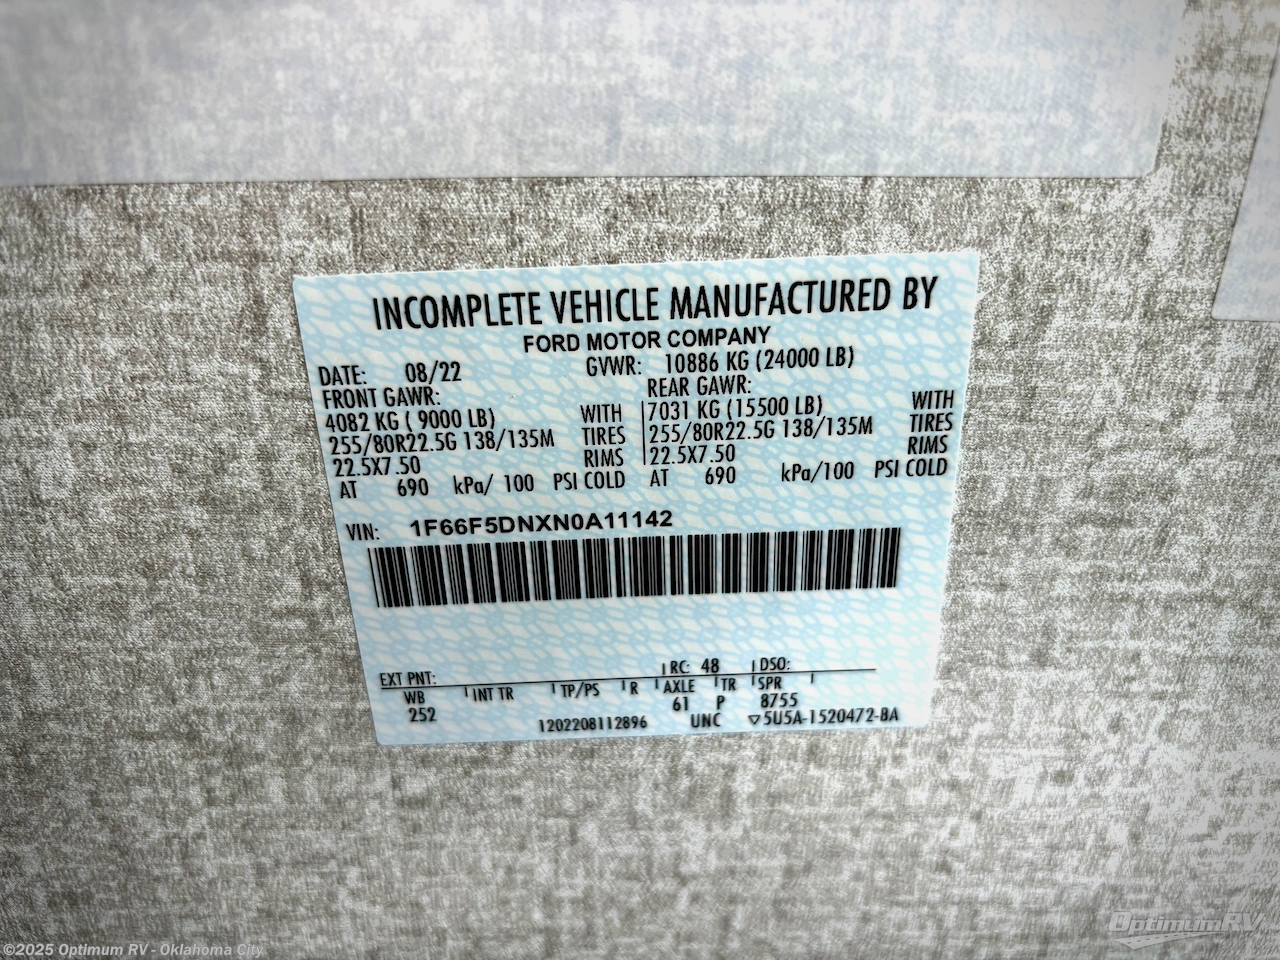 INCOMPLETE VEHICLE MANUFACTURED BY
FORD MOTOR COMPANY
DATE: 08/22 GVWR: 10886 KG (24000 LB)
FRONT GAWR: REAR GAWR:
4082 KG ( 9000 LB) WITH 7031 KG (15500 LB) WITH
255/80R22.5G 138/135M TIRES 255/80R22.5G 138/135M TIRES
22.5X7.50 RIMS 22.5X7.50 RIMS
AT 690 kPa/ 100 PSI COLD AT 690 kPa/100 PSI COLD
VIN: 1F66F5DNXN0A11142
EXT PNT: RC: 48 DSO:
WB INT TR TP/PS R AXLE TR SPR
252 61 P 8755
1202208112896 UNC ▽5U5A-1520472-BA
OptimumRV
©2025 Optimum RV - Oklahoma City